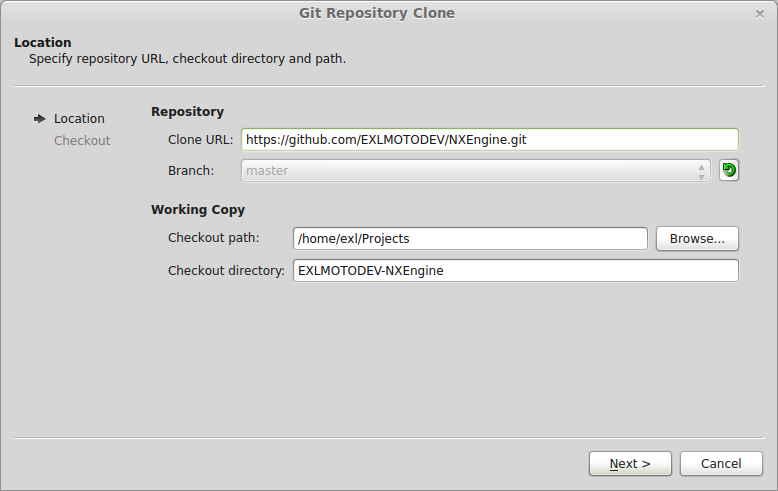 Git Repository Clone
Location
Specify repository URL, checkout directory and path.
Location
Checkout
Repository
Clone URL: https://github.com/EXLMOTODEV/NXEngine.git
Branch: master
Working Copy
Checkout path: /home/exl/Projects Browse...
Checkout directory: EXLMOTODEV-NXEngine
Next > Cancel